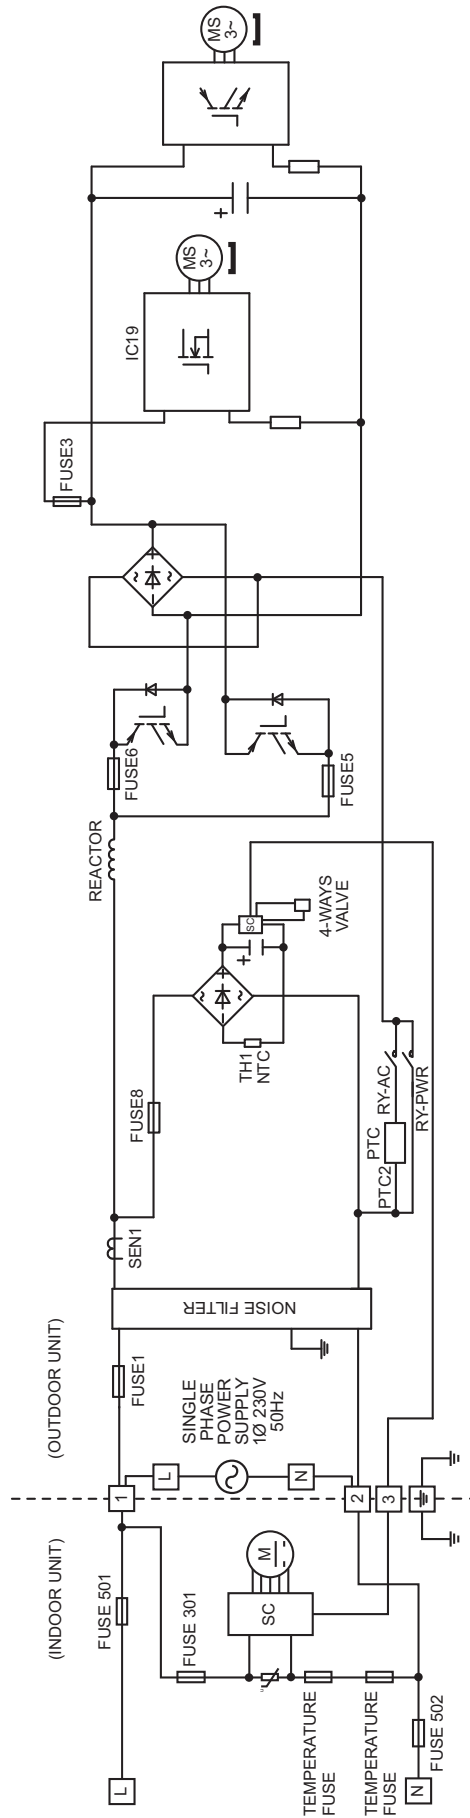 (INDOOR UNIT)
(OUTDOOR UNIT)
L
FUSE 501
1
FUSE1
SEN1
NOISE FILTER
L
SINGLE
PHASE
POWER
SUPPLY
1Ø 230V
50Hz
N
2
3
FUSE 301
SC
M
TEMPERATURE
FUSE
TEMPERATURE
FUSE
N
FUSE 502
FUSE8
TH1
NTC
+
SC
4-WAYS
VALVE
PTC2
PTC
RY-AC
RY-PWR
REACTOR
FUSE6
FUSE5
FUSE3
IC19
MS
3~
+
MS
3~